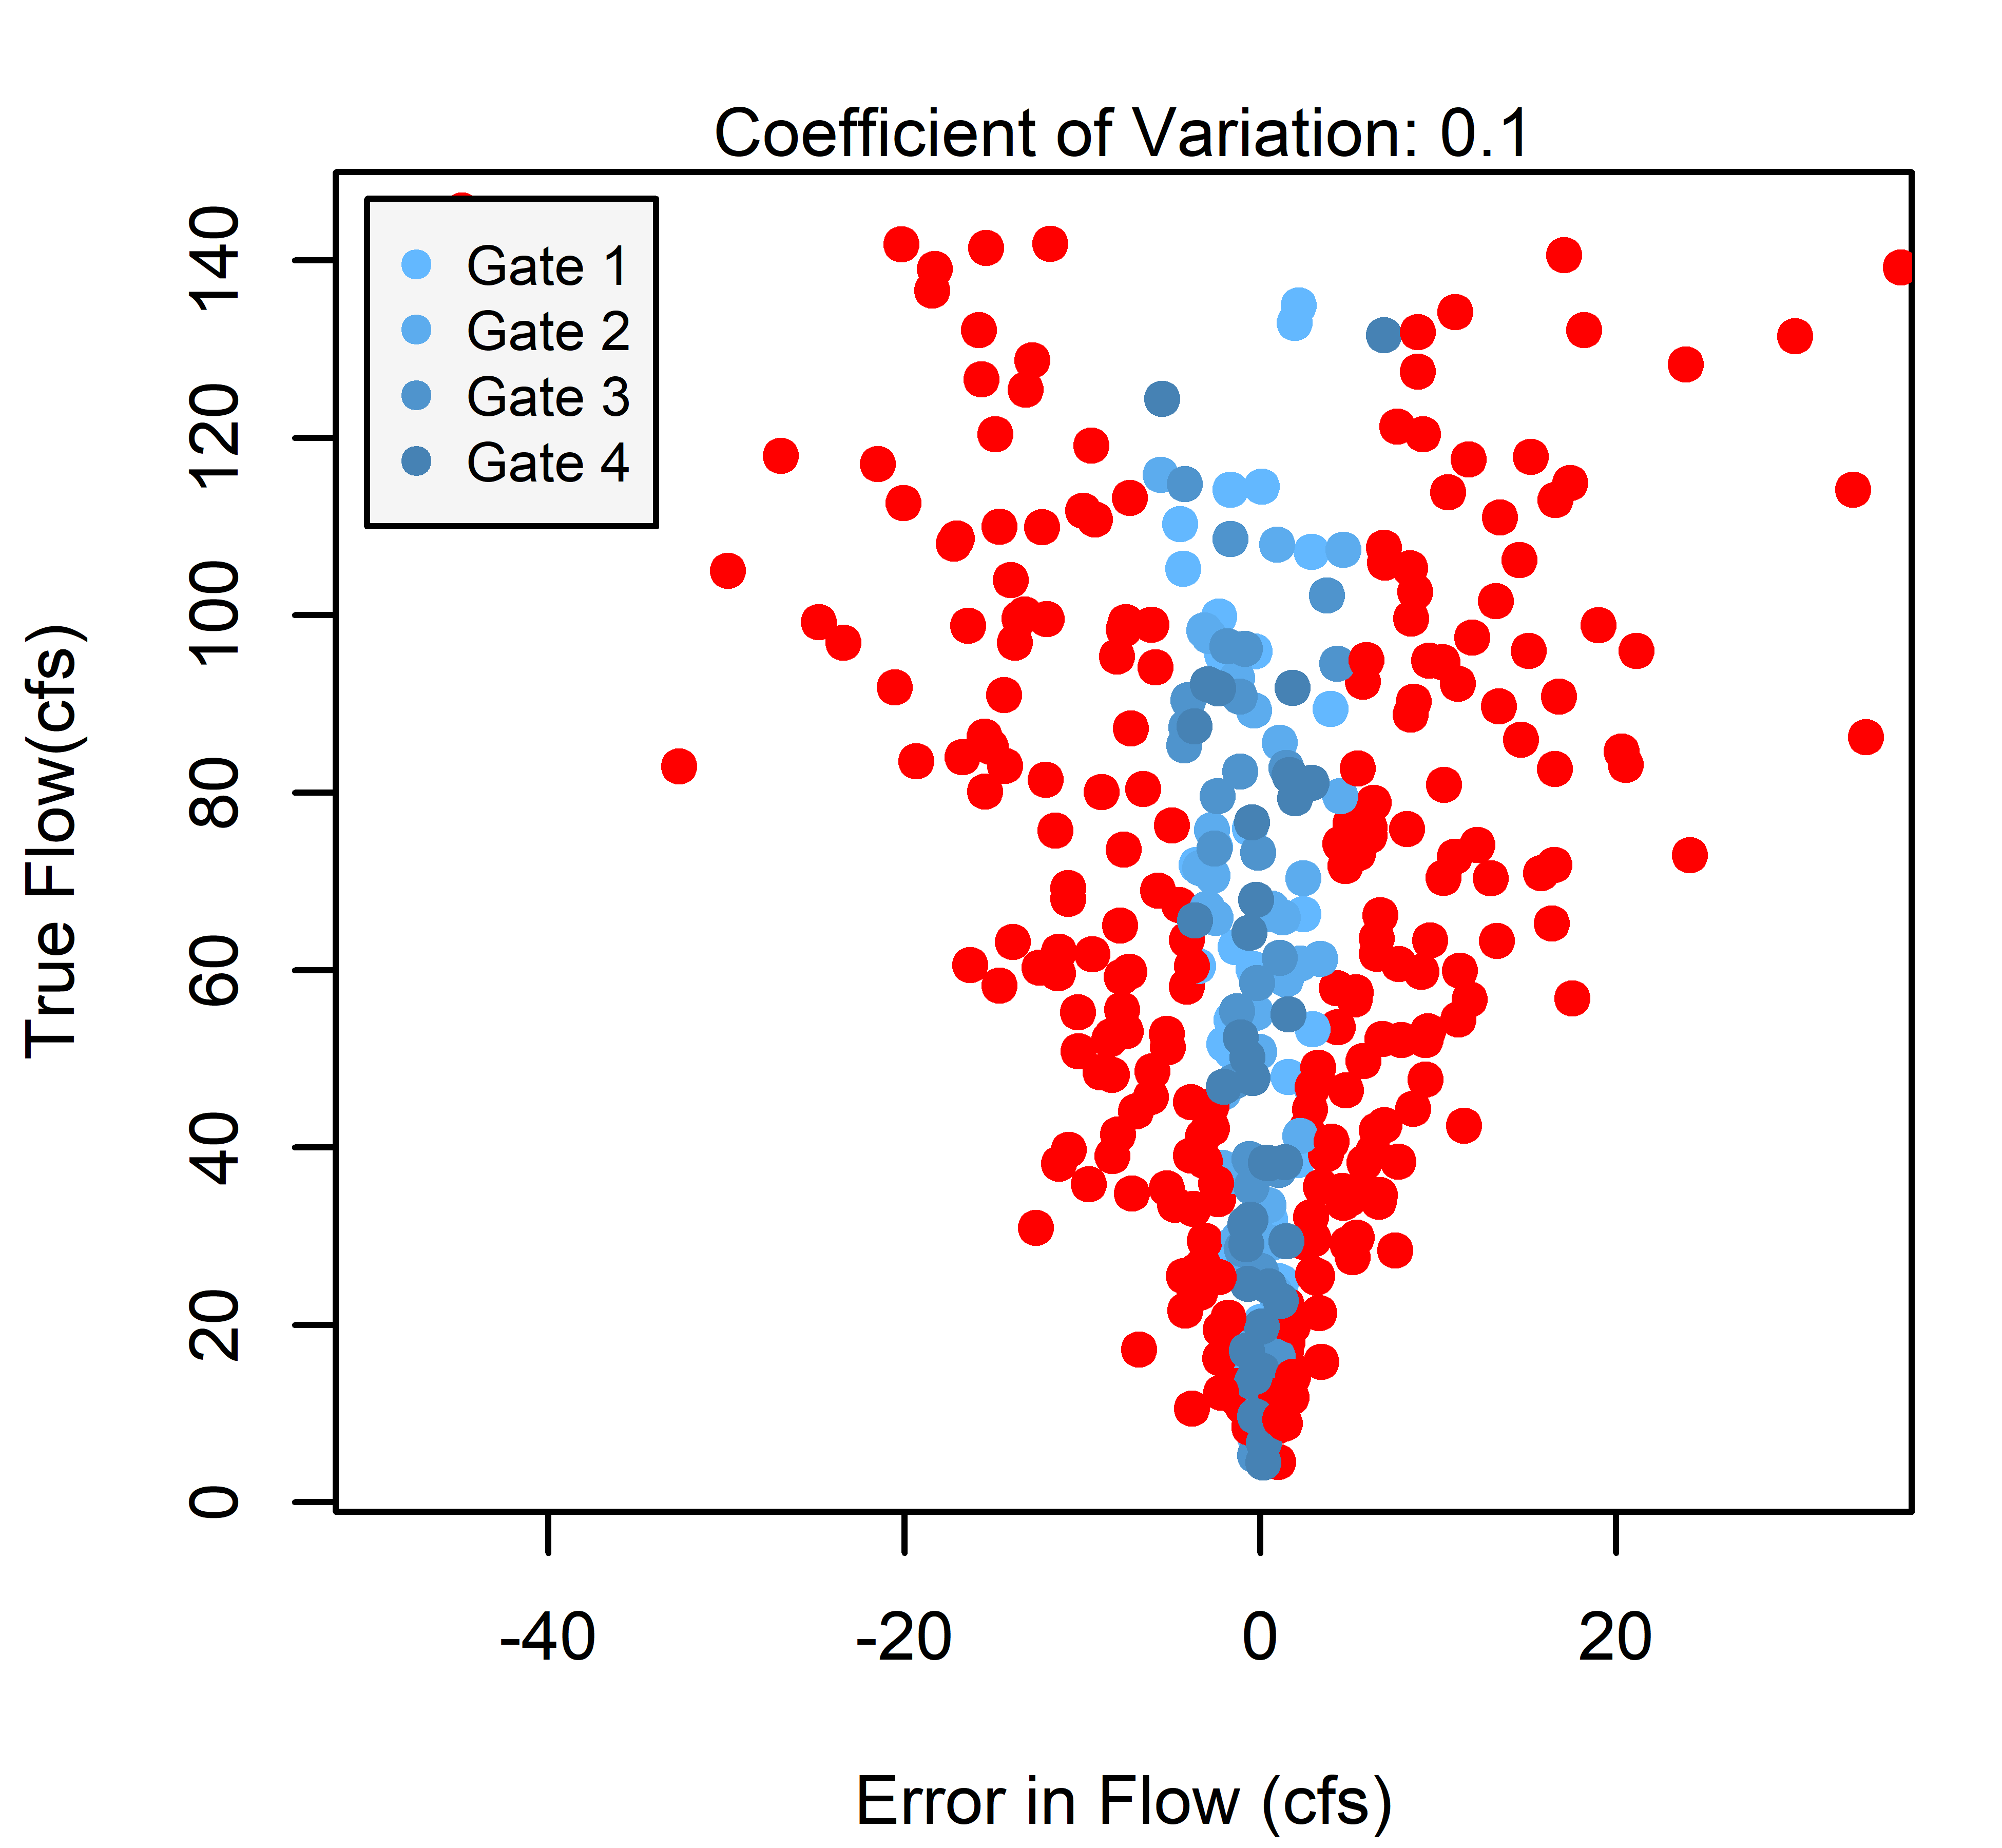 Coefficient of Variation: 0.1
Gate 1
Gate 2
Gate 3
Gate 4
True Flow(cfs)
140
120
100
80
60
40
20
0
-40 -20 0 20
Error in Flow (cfs)